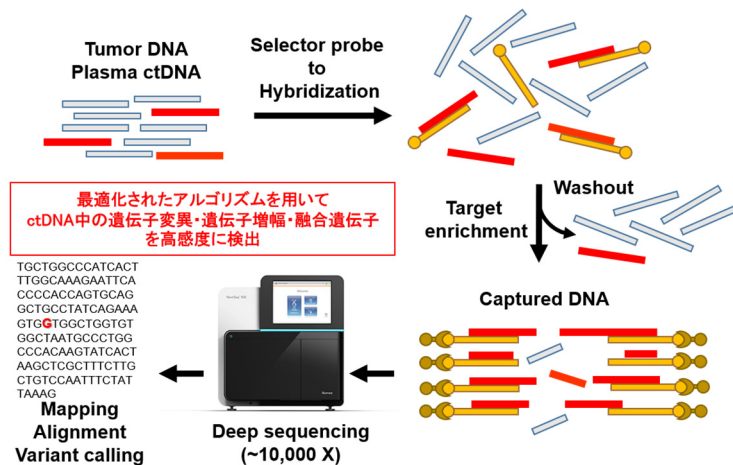 Tumor DNA
Plasma ctDNA
Selector probe
to
Hybridization
最適化されたアルゴリズムを用いて
ctDNA中の遺伝子変異・遺伝子増幅・融合遺伝子
を高感度に検出
Washout
Target
enrichment
Captured DNA
TGCTGGCCCATCACT
TTGGCAAAGAATTCA
CCCCACCAGTGCAG
GCTGCCTATCAGAAA
GTGGTGGCTGGTGT
GGCTAATGCCCTGG
CCCACAAGTATCACT
AAGCTCGCTTTCTTG
CTGTCCAATTTCTAT
TAAAG
Mapping
Alignment
Variant calling
Deep sequencing
(~10,000 X)